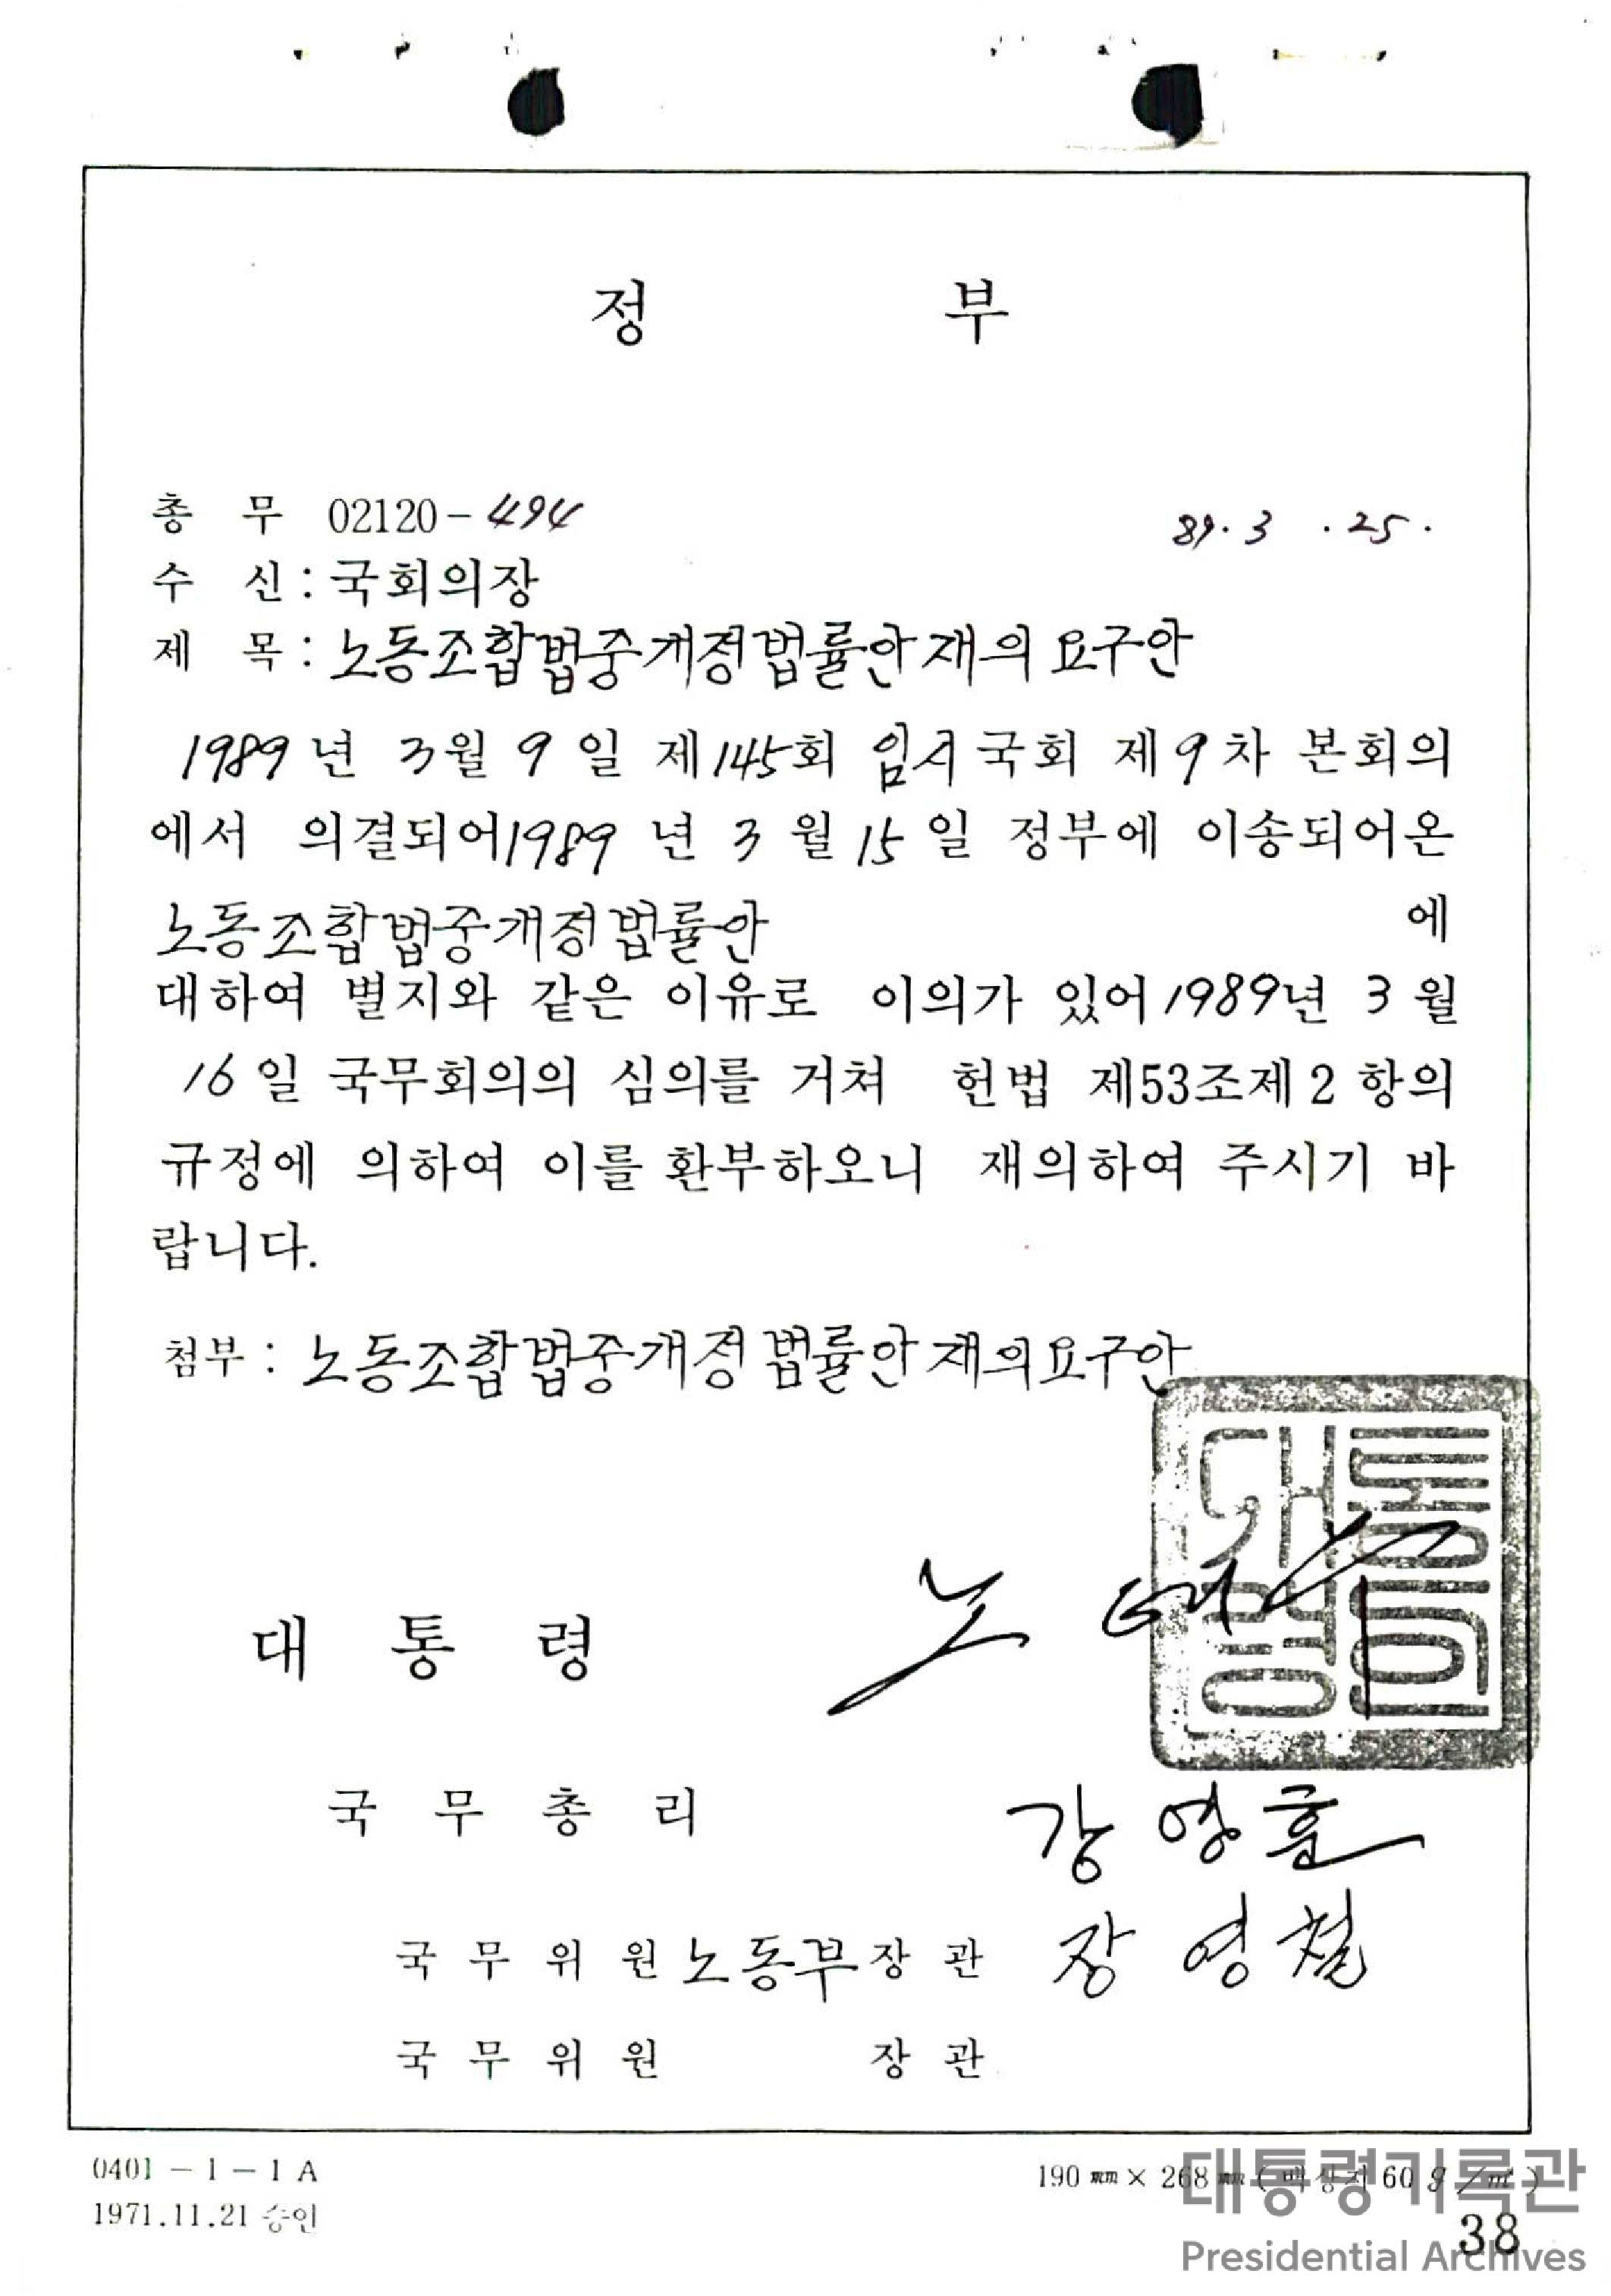 정 부
총 무 02120-494 89. 3 . 25 .
수 신 : 국회의장
제 목 : 노동조합법중개정법률안재의요구안
1989년 3월 9일 제145회 임시국회 제9차 본회의
에서 의결되어1989년 3월 15일 정부에 이송되어온
노동조합법중개정법률안 에
대하여 별지와 같은 이유로 이의가 있어1989년 3월
16일 국무회의의 심의를 거쳐 헌법 제53조제2항의
규정에 의하여 이를 환부하오니 재의하여 주시기 바
랍니다.
첨부 : 노동조합법중개정법률안재의요구안
대 통 령 노 태 우
대통령의
국 무 총 리 강 영 훈
국 무 위 원 노동부 장 관 장 영 철
국 무 위 원 장 관
0401-1-1 A
1971.11.21 승인
190㎜×268㎜(백상지 60g/㎡)
대통령기록관
38
Presidential Archives